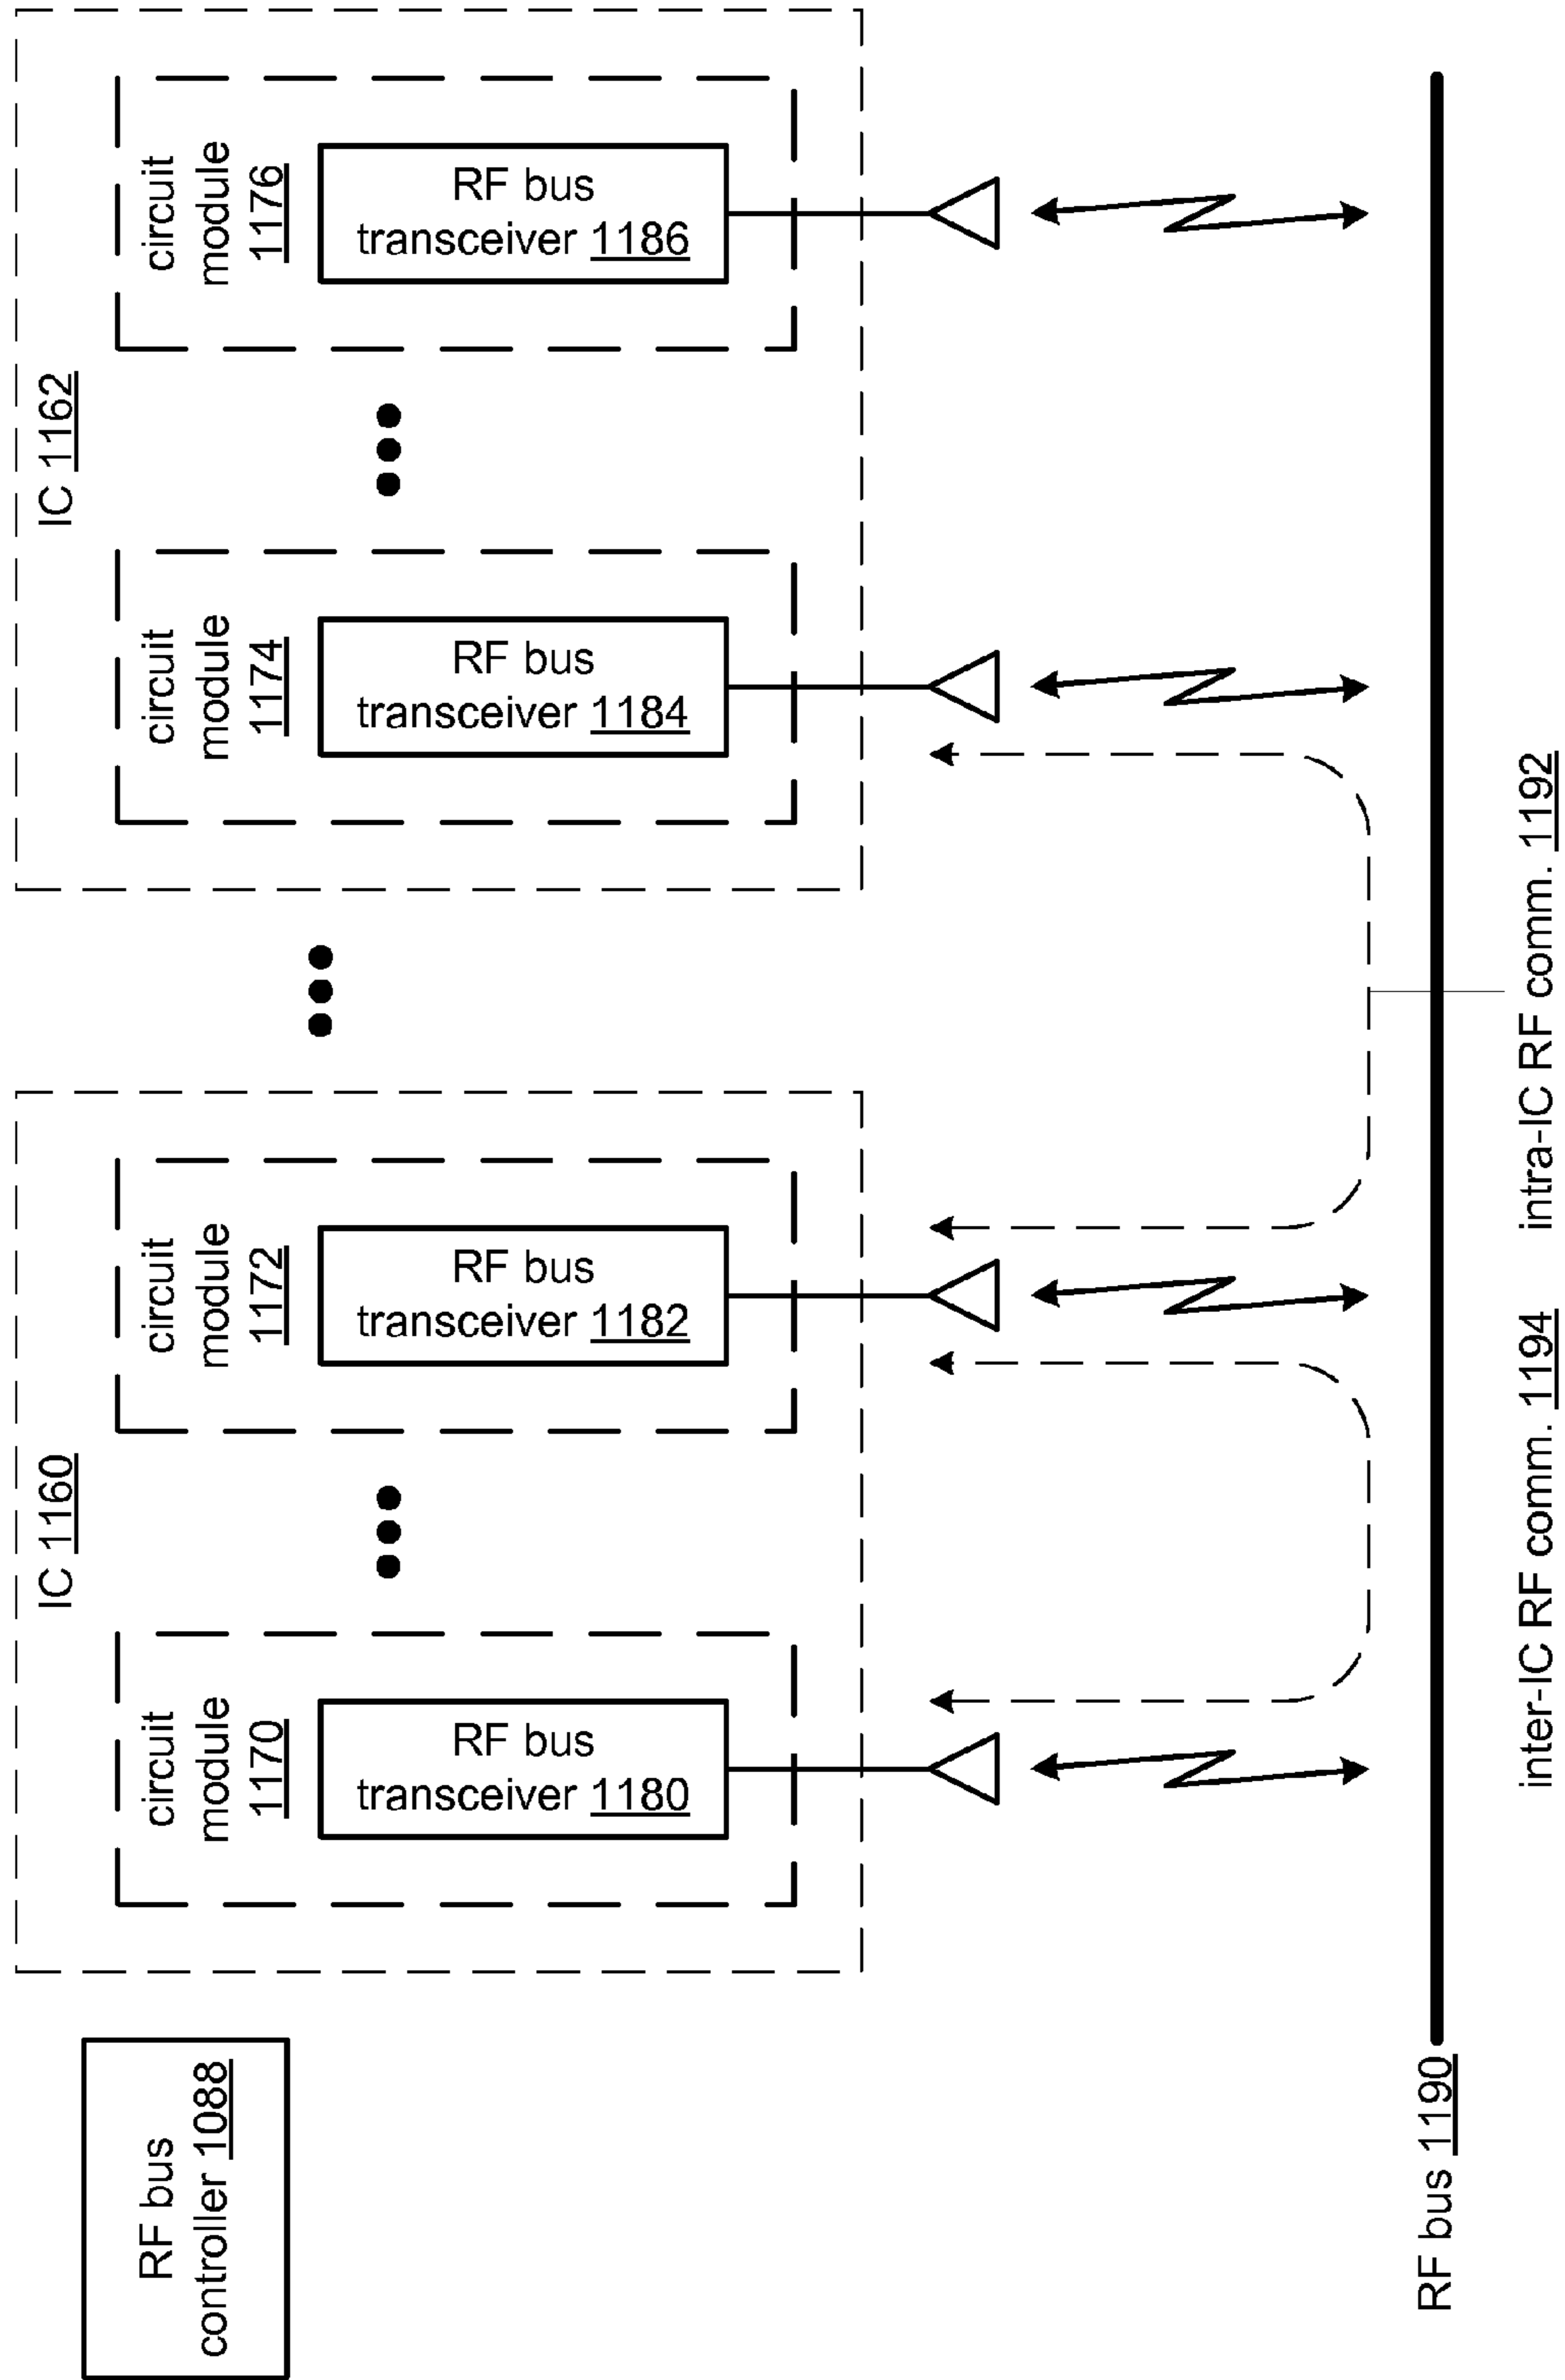 RF bus
controller 1088
IC 1160
circuit
module
1170
RF bus
transceiver 1180
circuit
module
1172
RF bus
transceiver 1182
IC 1162
circuit
module
1174
RF bus
transceiver 1184
circuit
module
1176
RF bus
transceiver 1186
RF bus 1190
inter-IC RF comm. 1194
intra-IC RF comm. 1192